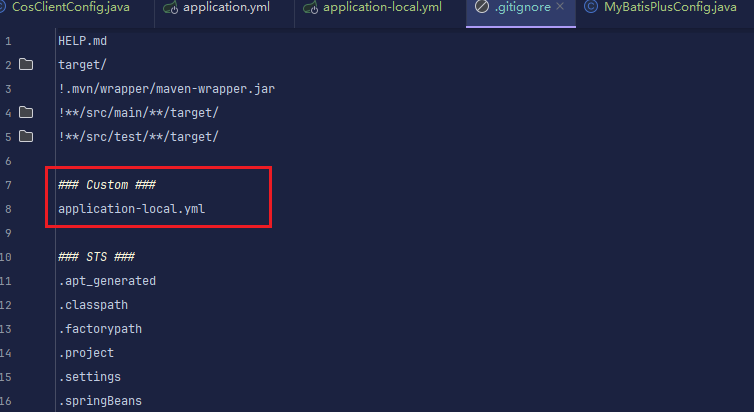 CosClientConfig.java application.yml application-local.yml .gitignore MyBatisPlusConfig.java
1 HELP.md
2 target/
3 !.mvn/wrapper/maven-wrapper.jar
4 !**/src/main/**/target/
5 !**/src/test/**/target/
6
7 ### Custom ###
8 application-local.yml
9
10 ### STS ###
11 .apt_generated
12 .classpath
13 .factorypath
14 .project
15 .settings
16 .springBeans